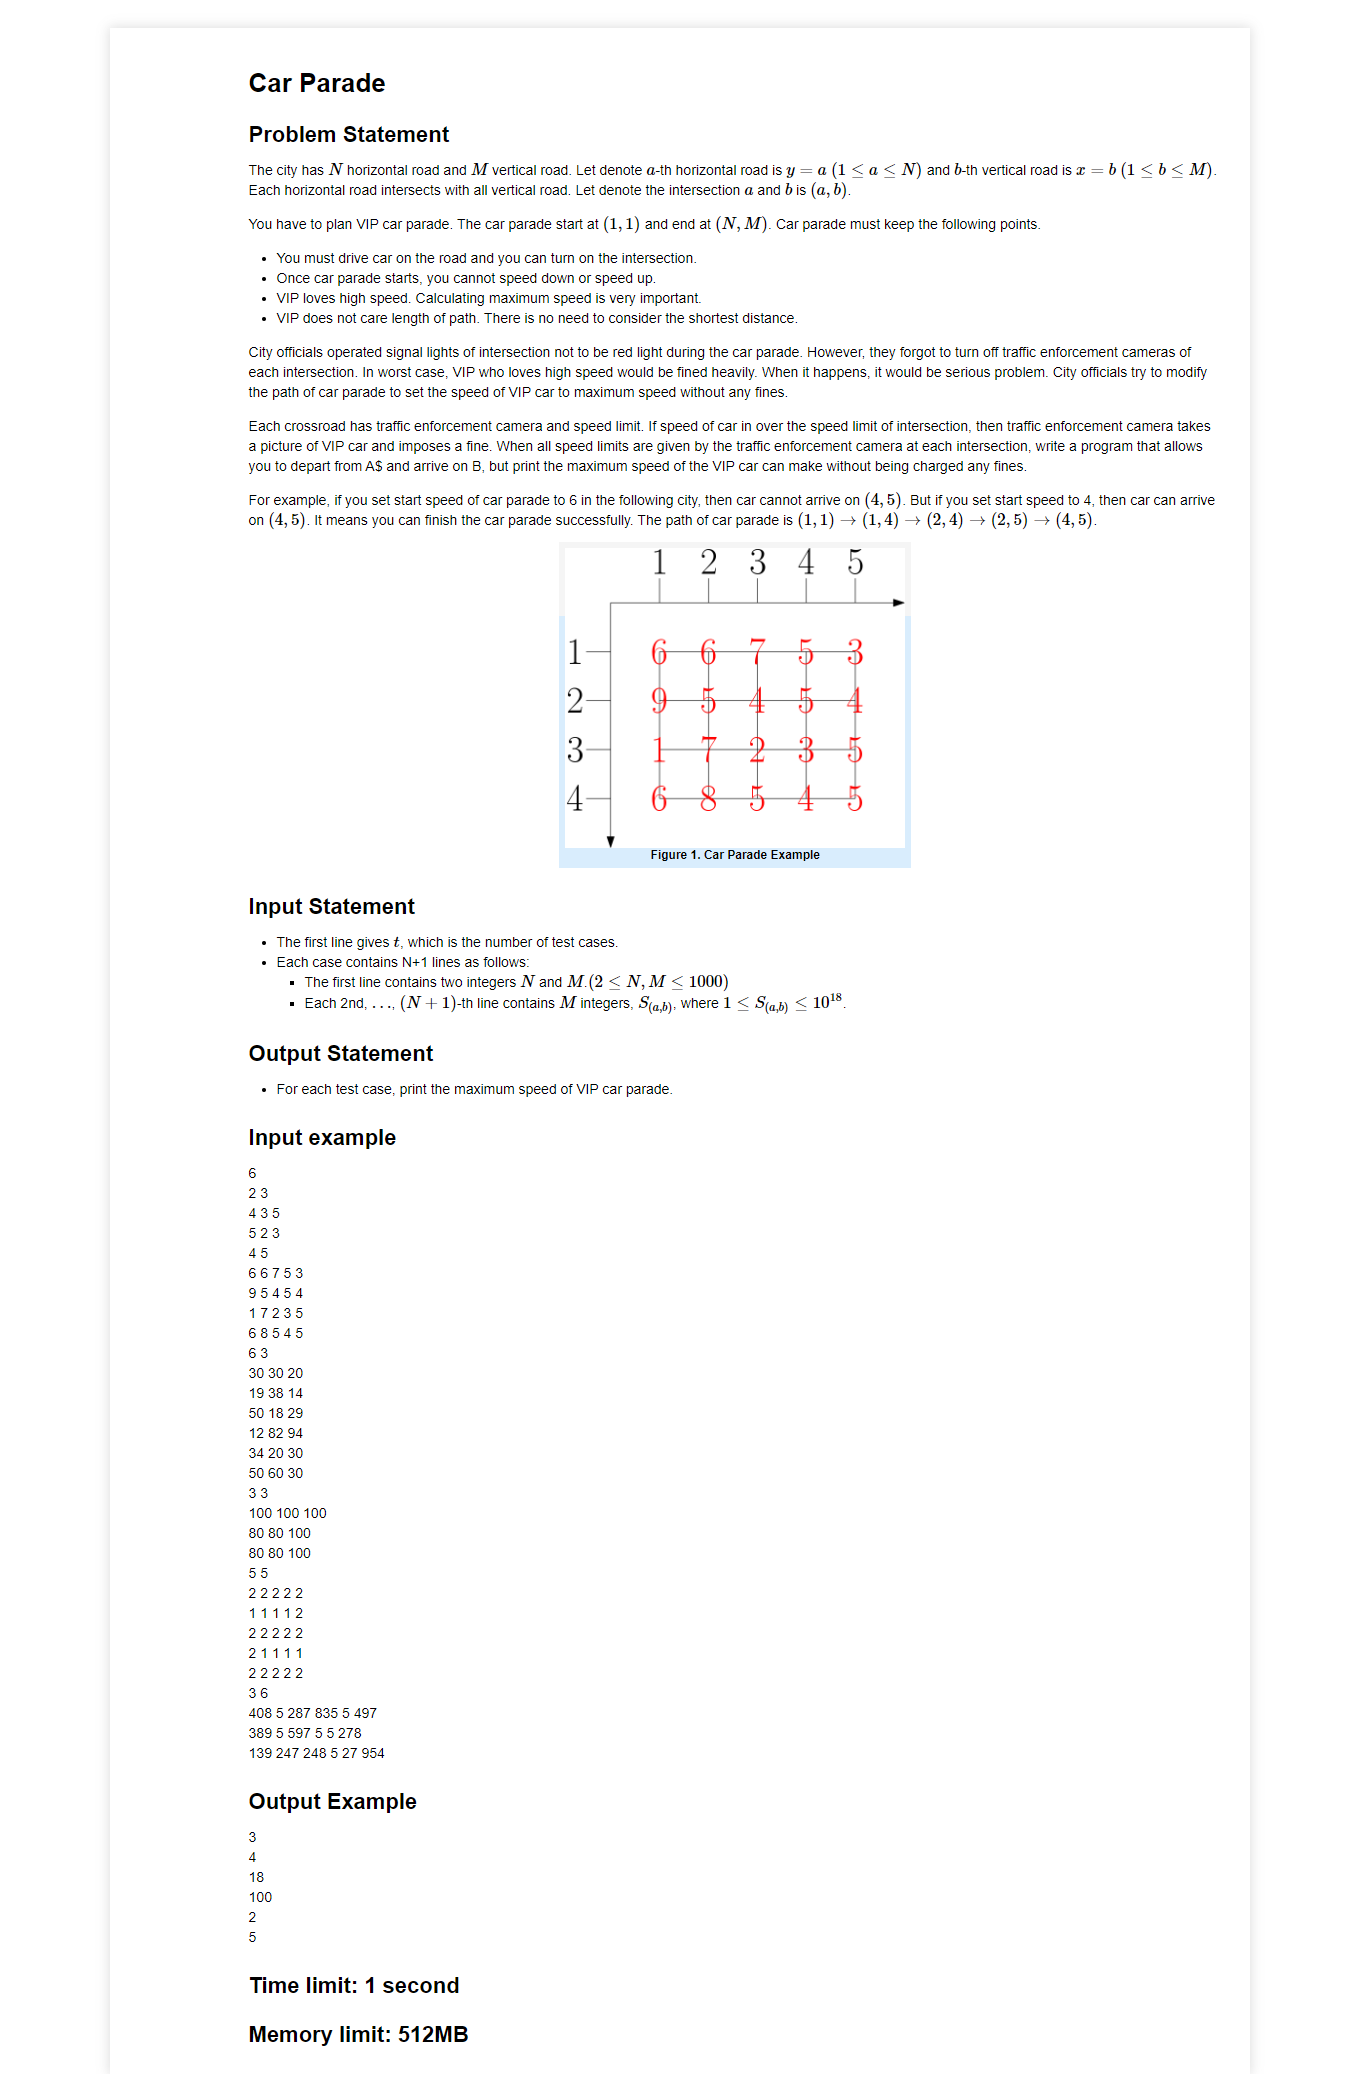 Car Parade
Problem Statement
The city has N horizontal road and M vertical road. Let denote a-th horizontal road is y = a (1 ≤ a ≤ N) and b-th vertical road is x = b (1 ≤ b ≤ M).
Each horizontal road intersects with all vertical road. Let denote the intersection a and b is (a, b).
You have to plan VIP car parade. The car parade start at (1, 1) and end at (N, M). Car parade must keep the following points.
• You must drive car on the road and you can turn on the intersection.
• Once car parade starts, you cannot speed down or speed up.
• VIP loves high speed. Calculating maximum speed is very important.
• VIP does not care length of path. There is no need to consider the shortest distance.
City officials operated signal lights of intersection not to be red light during the car parade. However, they forgot to turn off traffic enforcement cameras of
each intersection. In worst case, VIP who loves high speed would be fined heavily. When it happens, it would be serious problem. City officials try to modify
the path of car parade to set the speed of VIP car to maximum speed without any fines.
Each crossroad has traffic enforcement camera and speed limit. If speed of car in over the speed limit of intersection, then traffic enforcement camera takes
a picture of VIP car and imposes a fine. When all speed limits are given by the traffic enforcement camera at each intersection, write a program that allows
you to depart from A$ and arrive on B, but print the maximum speed of the VIP car can make without being charged any fines.
For example, if you set start speed of car parade to 6 in the following city, then car cannot arrive on (4, 5). But if you set start speed to 4, then car can arrive
on (4, 5). It means you can finish the car parade successfully. The path of car parade is (1, 1) → (1, 4) → (2, 4) → (2, 5) → (4, 5).
1 2 3 4 5
1 6 6 7 5 3
2 9 5 4 5 4
3 1 7 2 3 5
4 6 8 5 4 5
Figure 1. Car Parade Example
Input Statement
• The first line gives t, which is the number of test cases.
• Each case contains N+1 lines as follows:
▪ The first line contains two integers N and M.(2 ≤ N, M ≤ 1000)
▪ Each 2nd, …, (N + 1)-th line contains M integers, S(a,b), where 1 ≤ S(a,b) ≤ 10^18.
Output Statement
• For each test case, print the maximum speed of VIP car parade.
Input example
6
2 3
4 3 5
5 2 3
4 5
6 6 7 5 3
9 5 4 5 4
1 7 2 3 5
6 8 5 4 5
6 3
30 30 20
19 38 14
50 18 29
12 82 94
34 20 30
50 60 30
3 3
100 100 100
80 80 100
80 80 100
5 5
2 2 2 2 2
1 1 1 1 2
2 2 2 2 2
2 1 1 1 1
2 2 2 2 2
3 6
408 5 287 835 5 497
389 5 597 5 5 278
139 247 248 5 27 954
Output Example
3
4
18
100
2
5
Time limit: 1 second
Memory limit: 512MB